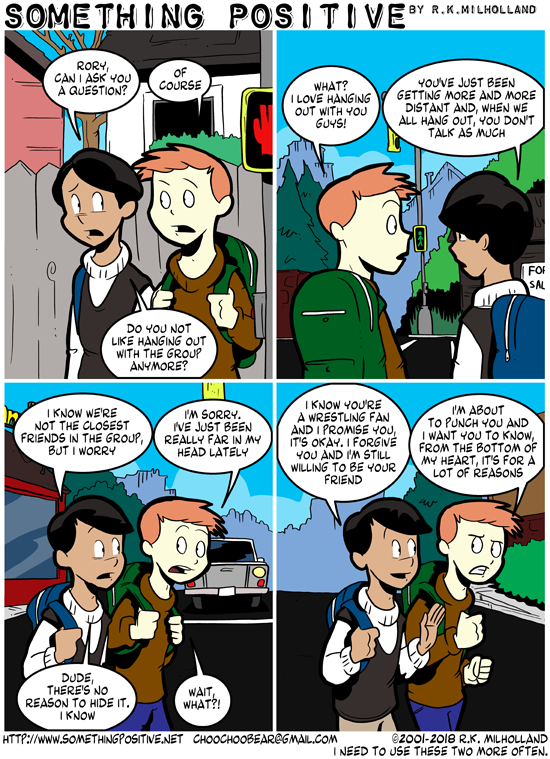 SOMETHING POSITIVE BY R.K.MILHOLLAND
RORY,
CAN I ASK YOU
A QUESTION?
OF
COURSE
DO YOU NOT
LIKE HANGING OUT
WITH THE GROUP
ANYMORE?
WHAT?
I LOVE HANGING
OUT WITH YOU
GUYS!
YOU'VE JUST BEEN
GETTING MORE AND MORE
DISTANT AND, WHEN WE
ALL HANG OUT, YOU DON'T
TALK AS MUCH
FOR
SAL
I KNOW WE'RE
NOT THE CLOSEST
FRIENDS IN THE GROUP,
BUT I WORRY
I'M SORRY.
I'VE JUST BEEN
REALLY FAR IN MY
HEAD LATELY
DUDE,
THERE'S NO
REASON TO HIDE IT.
I KNOW
WAIT,
WHAT?!
I KNOW YOU'RE
A WRESTLING FAN
AND I PROMISE YOU,
IT'S OKAY. I FORGIVE
YOU AND I'M STILL
WILLING TO BE YOUR
FRIEND
I'M ABOUT
TO PUNCH YOU AND
I WANT YOU TO KNOW,
FROM THE BOTTOM OF
MY HEART, IT'S FOR A
LOT OF REASONS
HTTP://WWW.SOMETHINGPOSITIVE.NET CHOOCHOOBEAR@GMAIL.COM ©2001-2018 R.K. MILHOLLAND
I NEED TO USE THESE TWO MORE OFTEN.